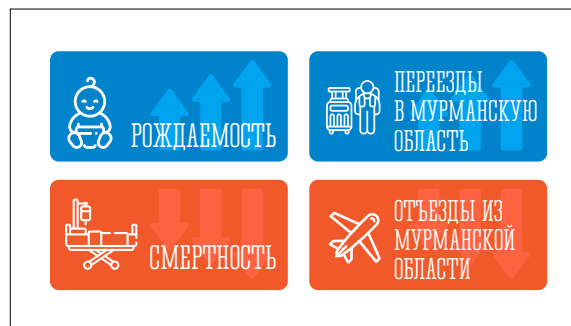 РОЖДАЕМОСТЬ
ПЕРЕЕЗДЫ
В МУРМАНСКУЮ
ОБЛАСТЬ
СМЕРТНОСТЬ
ОТЪЕЗДЫ ИЗ
МУРМАНСКОЙ
ОБЛАСТИ